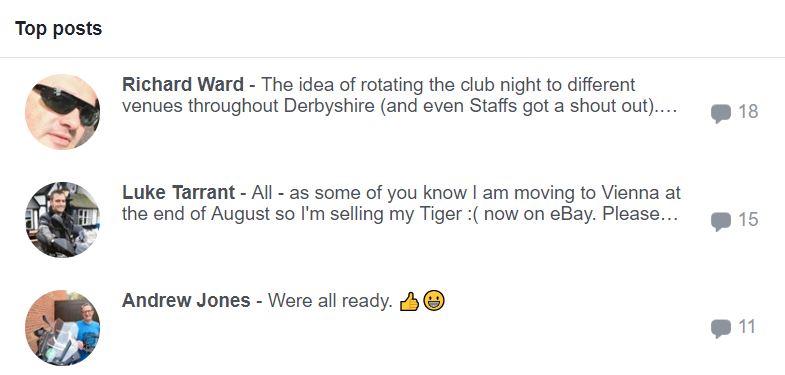 Top posts
Richard Ward - The idea of rotating the club night to different
venues throughout Derbyshire (and even Staffs got a shout out).…
18
Luke Tarrant - All - as some of you know I am moving to Vienna at
the end of August so I'm selling my Tiger :( now on eBay. Please…
15
Andrew Jones - Were all ready. 👍😀
11